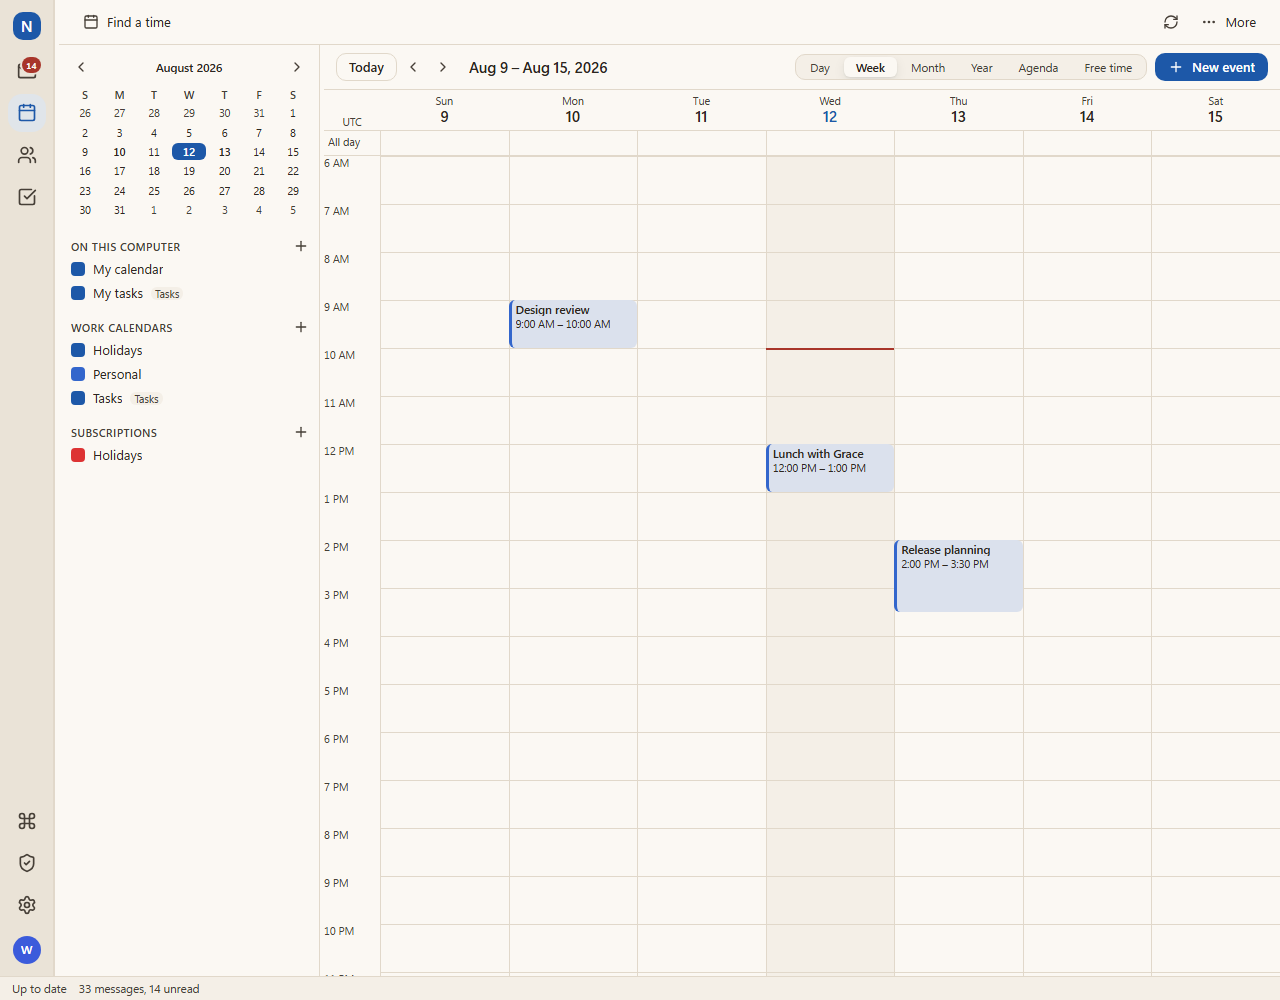 N
Find a time
More
14
August 2026
S M T W T F S
26 27 28 29 30 31 1
2 3 4 5 6 7 8
9 10 11 12 13 14 15
16 17 18 19 20 21 22
23 24 25 26 27 28 29
30 31 1 2 3 4 5
ON THIS COMPUTER
My calendar
My tasks Tasks
WORK CALENDARS
Holidays
Personal
Tasks Tasks
SUBSCRIPTIONS
Holidays
Today
Aug 9 – Aug 15, 2026
Day Week Month Year Agenda Free time
New event
UTC
Sun Mon Tue Wed Thu Fri Sat
9 10 11 12 13 14 15
All day
6 AM
7 AM
8 AM
9 AM
Design review
9:00 AM – 10:00 AM
10 AM
11 AM
12 PM
Lunch with Grace
12:00 PM – 1:00 PM
1 PM
2 PM
Release planning
2:00 PM – 3:30 PM
3 PM
4 PM
5 PM
6 PM
7 PM
8 PM
9 PM
10 PM
W
Up to date 33 messages, 14 unread